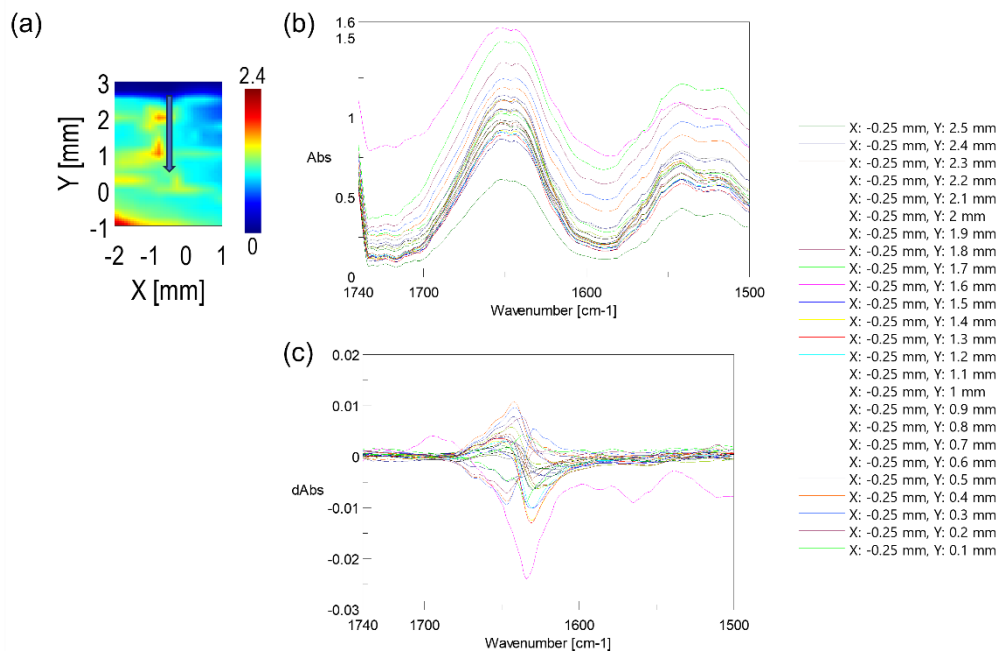 (a)
3
2
1
0
-1
Y [mm]
-2
-1
0
1
X [mm]
2.4
0
(b)
1.6
1.5
1
Abs
0.5
0
1740
1700
1600
1500
Wavenumber [cm-1]
(c)
0.02
0.01
0
dAbs
-0.01
-0.02
-0.03
1740
1700
1600
1500
Wavenumber [cm-1]
X: -0.25 mm, Y: 2.5 mm
X: -0.25 mm, Y: 2.4 mm
X: -0.25 mm, Y: 2.3 mm
X: -0.25 mm, Y: 2.2 mm
X: -0.25 mm, Y: 2.1 mm
X: -0.25 mm, Y: 2 mm
X: -0.25 mm, Y: 1.9 mm
X: -0.25 mm, Y: 1.8 mm
X: -0.25 mm, Y: 1.7 mm
X: -0.25 mm, Y: 1.6 mm
X: -0.25 mm, Y: 1.5 mm
X: -0.25 mm, Y: 1.4 mm
X: -0.25 mm, Y: 1.3 mm
X: -0.25 mm, Y: 1.2 mm
X: -0.25 mm, Y: 1.1 mm
X: -0.25 mm, Y: 1 mm
X: -0.25 mm, Y: 0.9 mm
X: -0.25 mm, Y: 0.8 mm
X: -0.25 mm, Y: 0.7 mm
X: -0.25 mm, Y: 0.6 mm
X: -0.25 mm, Y: 0.5 mm
X: -0.25 mm, Y: 0.4 mm
X: -0.25 mm, Y: 0.3 mm
X: -0.25 mm, Y: 0.2 mm
X: -0.25 mm, Y: 0.1 mm